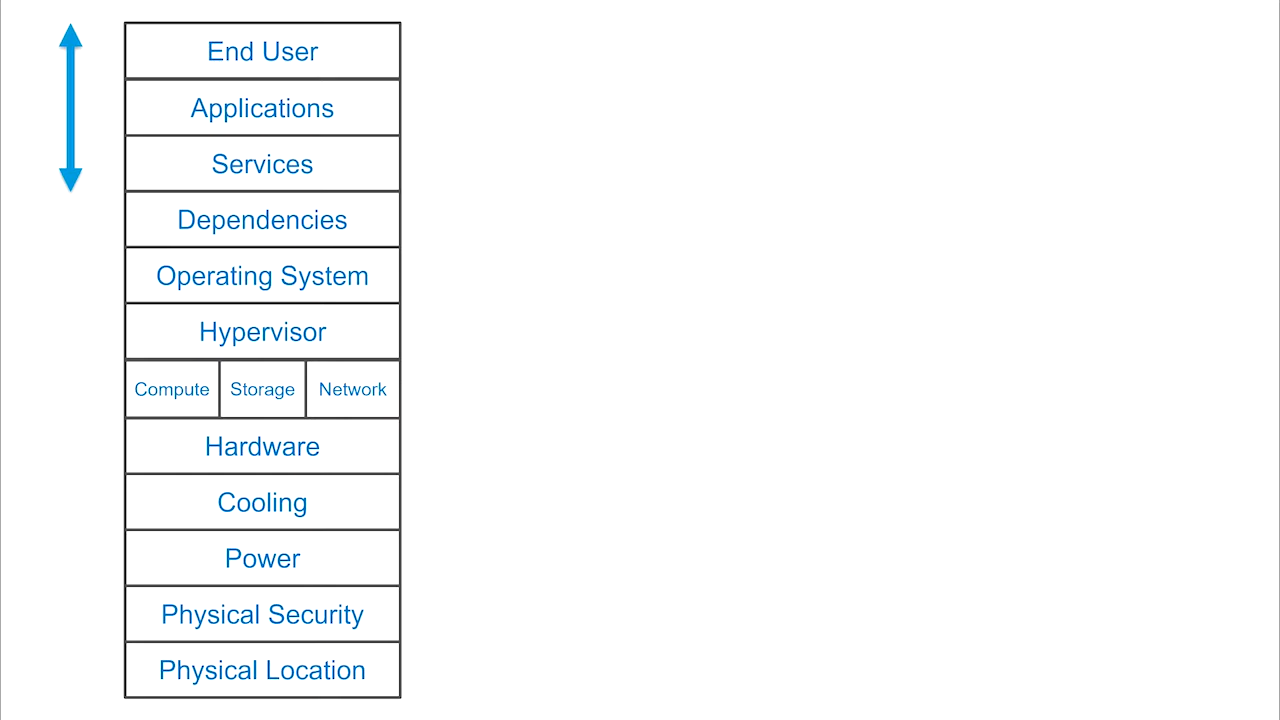 End User
Applications
Services
Dependencies
Operating System
Hypervisor
Compute Storage Network
Hardware
Cooling
Power
Physical Security
Physical Location